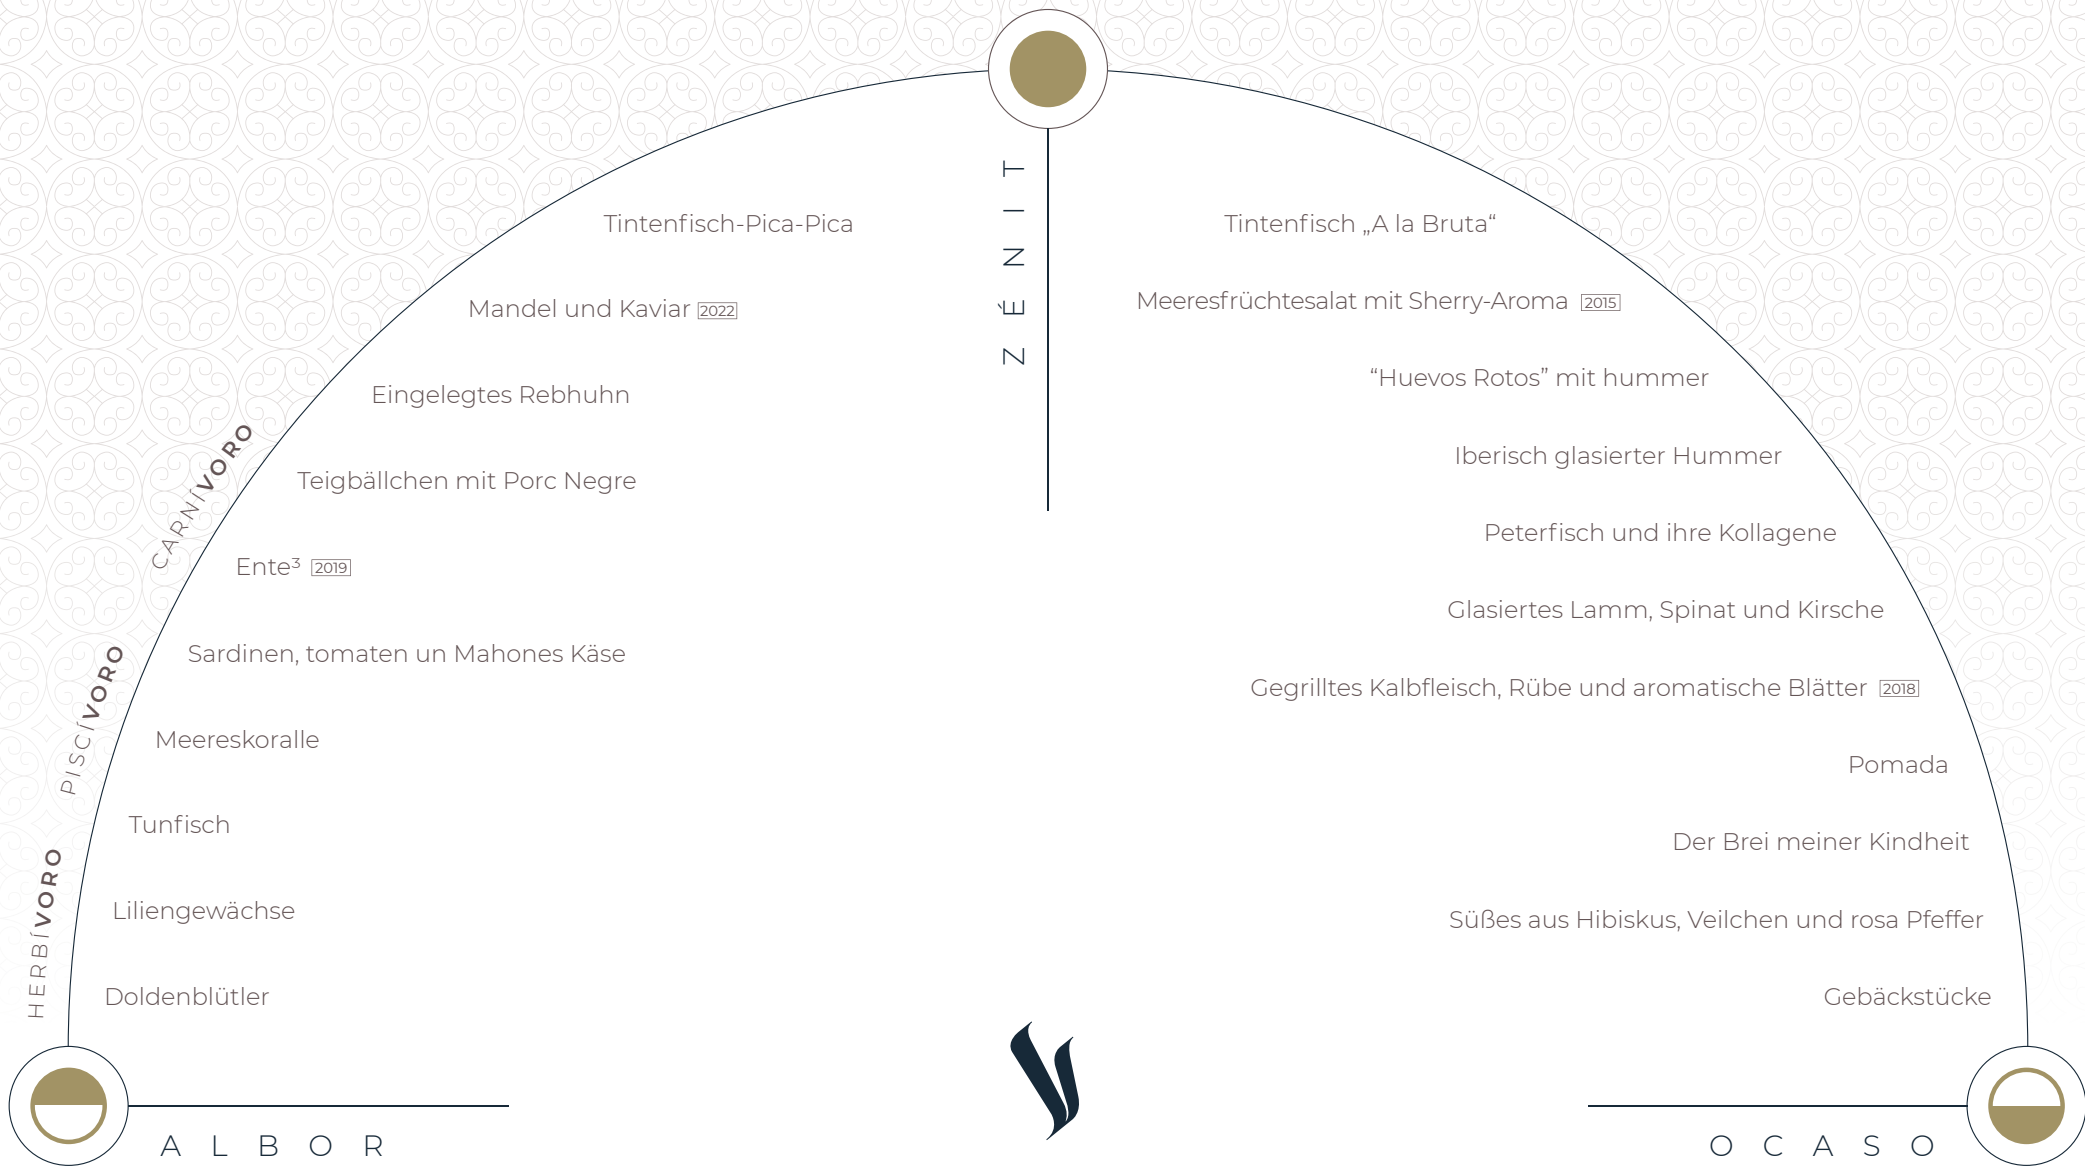 ZÉNIT
Tintenfisch-Pica-Pica
Mandel und Kaviar 2022
Eingelegtes Rebhuhn
Teigbällchen mit Porc Negre
Ente³ 2019
Sardinen, tomaten un Mahones Käse
Meereskoralle
Tunfisch
Liliengewächse
Doldenblütler
CARNÍVORO
PISCÍVORO
HERBÍVORO
ALBOR
Tintenfisch „A la Bruta“
Meeresfrüchtesalat mit Sherry-Aroma 2015
“Huevos Rotos” mit hummer
Iberisch glasierter Hummer
Peterfisch und ihre Kollagene
Glasiertes Lamm, Spinat und Kirsche
Gegrilltes Kalbfleisch, Rübe und aromatische Blätter 2018
Pomada
Der Brei meiner Kindheit
Süßes aus Hibiskus, Veilchen und rosa Pfeffer
Gebäckstücke
OCASO